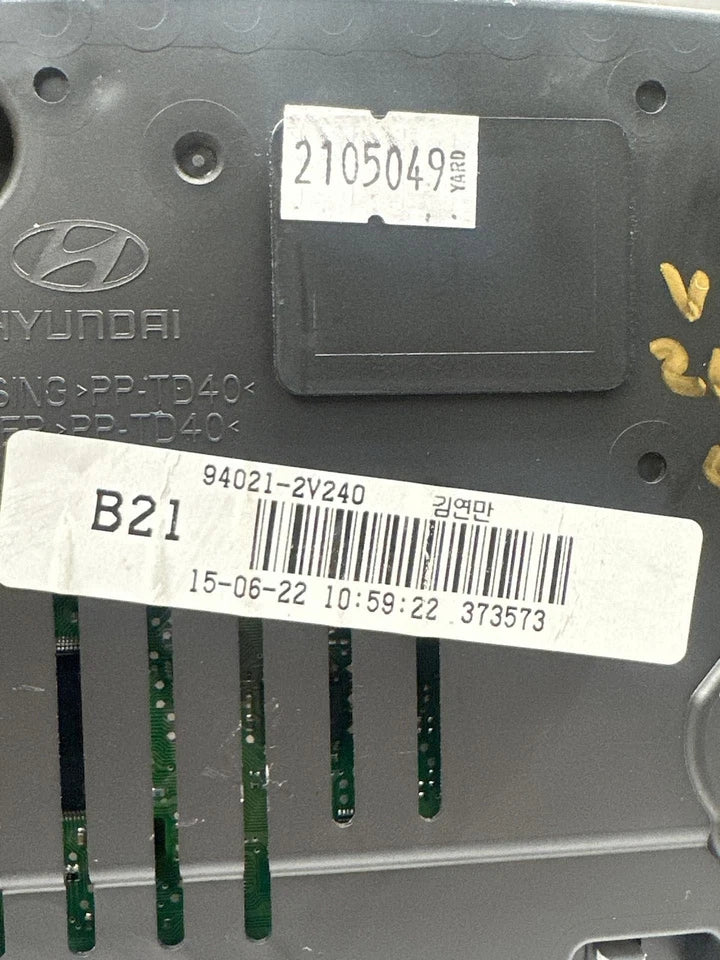 2105049 YARD
HYUNDAI
SING >PP-TD40<
>PP-TD40<
94021-2V240 김연만
B21
15-06-22 10:59:22 373573
V